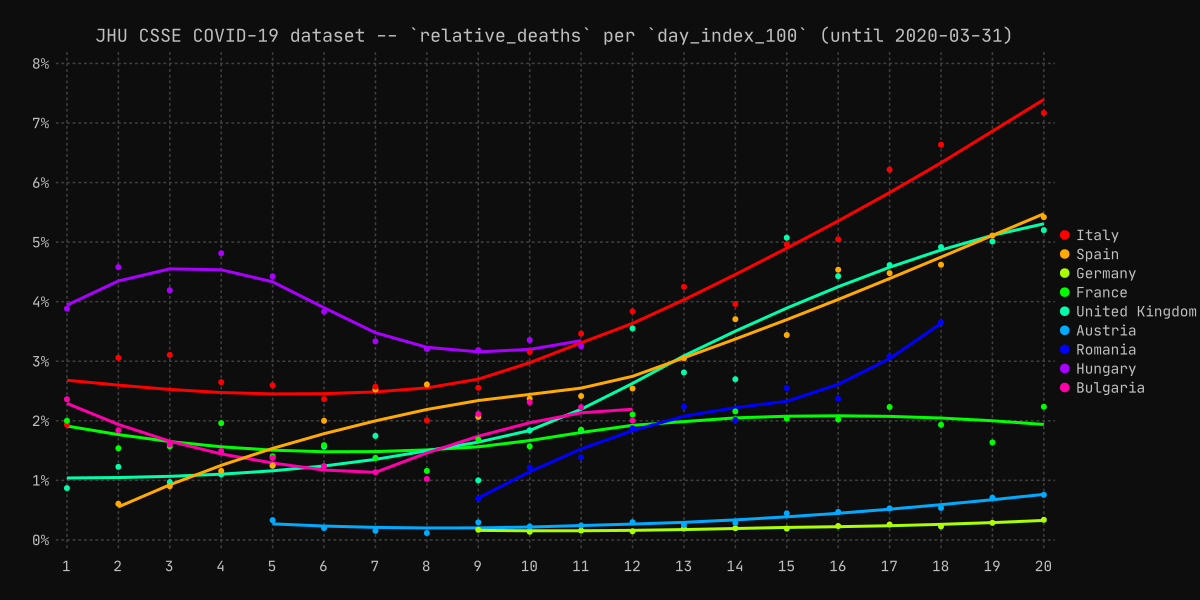 JHU CSSE COVID-19 dataset -- `relative_deaths` per `day_index_100` (until 2020-03-31)
8%
7%
6%
5%
4%
3%
2%
1%
0%
1 2 3 4 5 6 7 8 9 10 11 12 13 14 15 16 17 18 19 20
Italy
Spain
Germany
France
United Kingdom
Austria
Romania
Hungary
Bulgaria